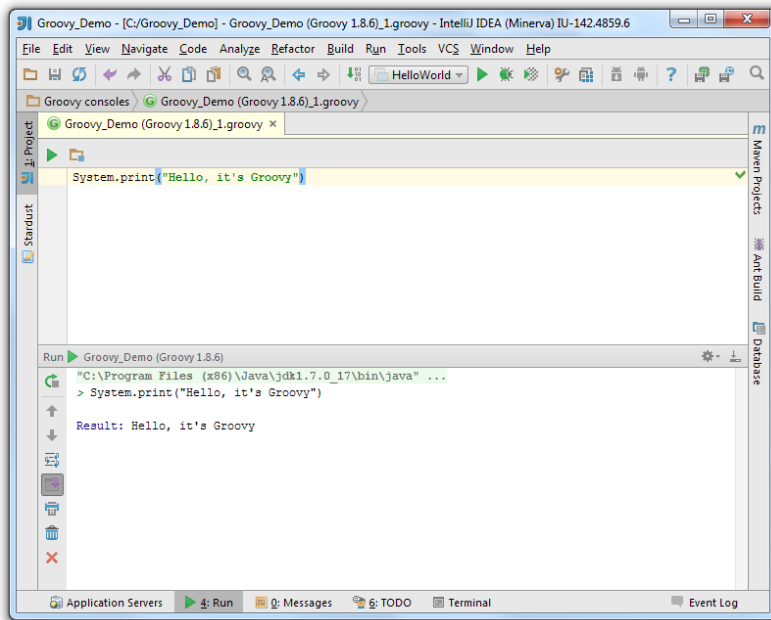 Groovy_Demo - [C:/Groovy_Demo] - Groovy_Demo (Groovy 1.8.6)_1.groovy - IntelliJ IDEA (Minerva) IU-142.4859.6
File Edit View Navigate Code Analyze Refactor Build Run Tools VCS Window Help
HelloWorld
Groovy consoles Groovy_Demo (Groovy 1.8.6)_1.groovy
Groovy_Demo (Groovy 1.8.6)_1.groovy
1: Project
Stardust
System.print("Hello, it's Groovy")
Maven Projects
Ant Build
Database
Run Groovy_Demo (Groovy 1.8.6)
"C:\Program Files (x86)\Java\jdk1.7.0_17\bin\java" ...
> System.print("Hello, it's Groovy")
Result: Hello, it's Groovy
Application Servers 4: Run 0: Messages 6: TODO Terminal Event Log